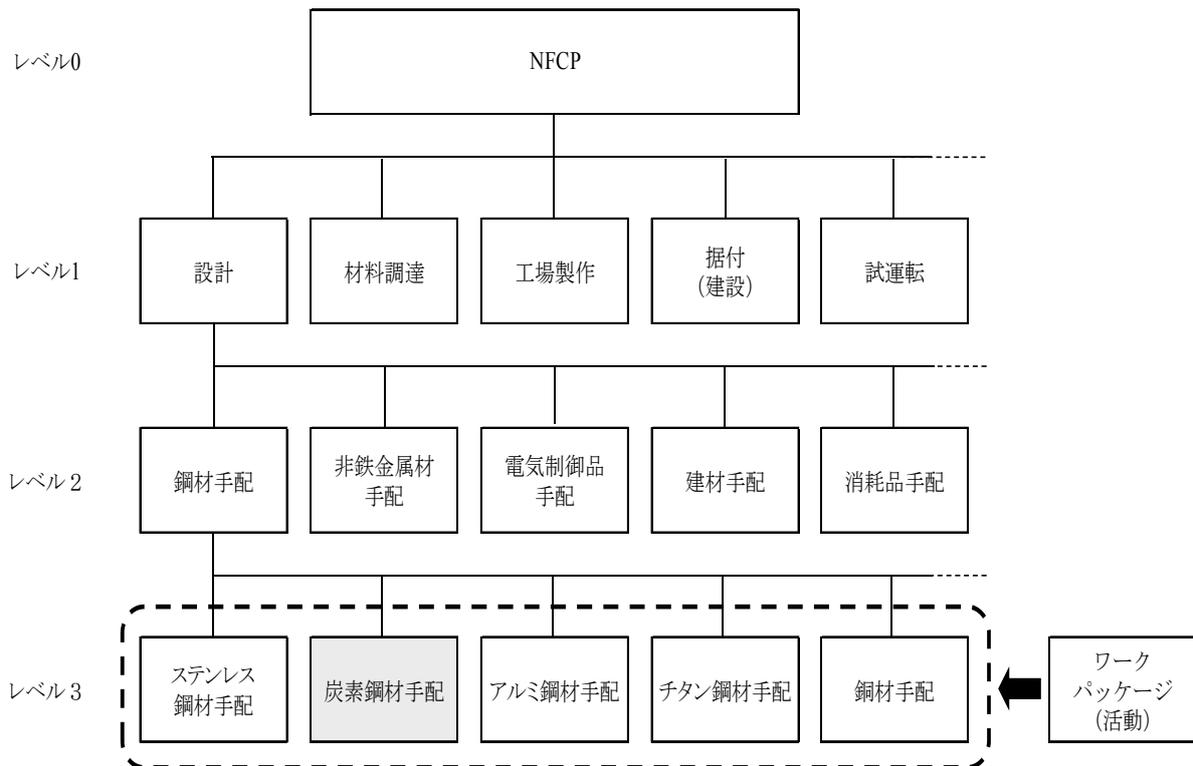 レベル0
NFCP
レベル1
設計
材料調達
工場製作
据付
(建設)
試運転
レベル2
鋼材手配
非鉄金属材
手配
電気制御品
手配
建材手配
消耗品手配
レベル3
ステンレス
鋼材手配
炭素鋼材手配
アルミ鋼材手配
チタン鋼材手配
銅材手配
ワーク
パッケージ
(活動)